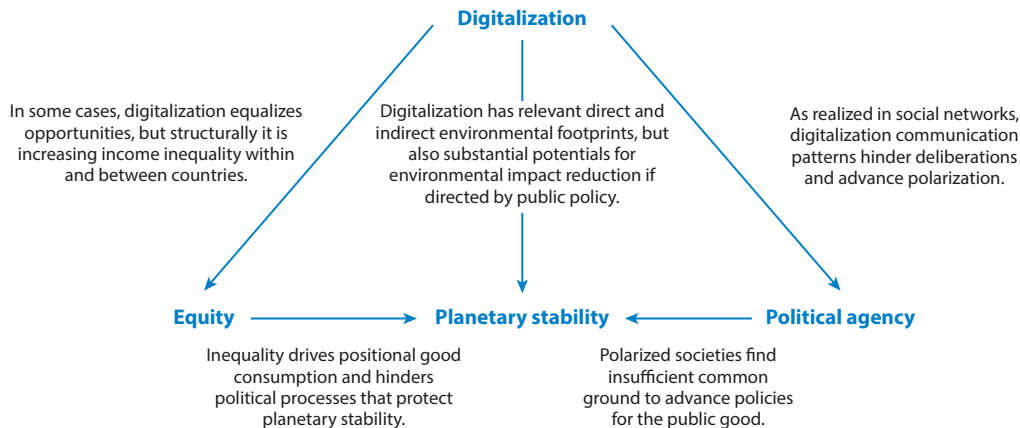 Digitalization
In some cases, digitalization equalizes
opportunities, but structurally it is
increasing income inequality within
and between countries.
Digitalization has relevant direct and
indirect environmental footprints, but
also substantial potentials for
environmental impact reduction if
directed by public policy.
As realized in social networks,
digitalization communication
patterns hinder deliberations
and advance polarization.
Equity
Planetary stability
Political agency
Inequality drives positional good
consumption and hinders
political processes that protect
planetary stability.
Polarized societies find
insufficient common
ground to advance policies
for the public good.